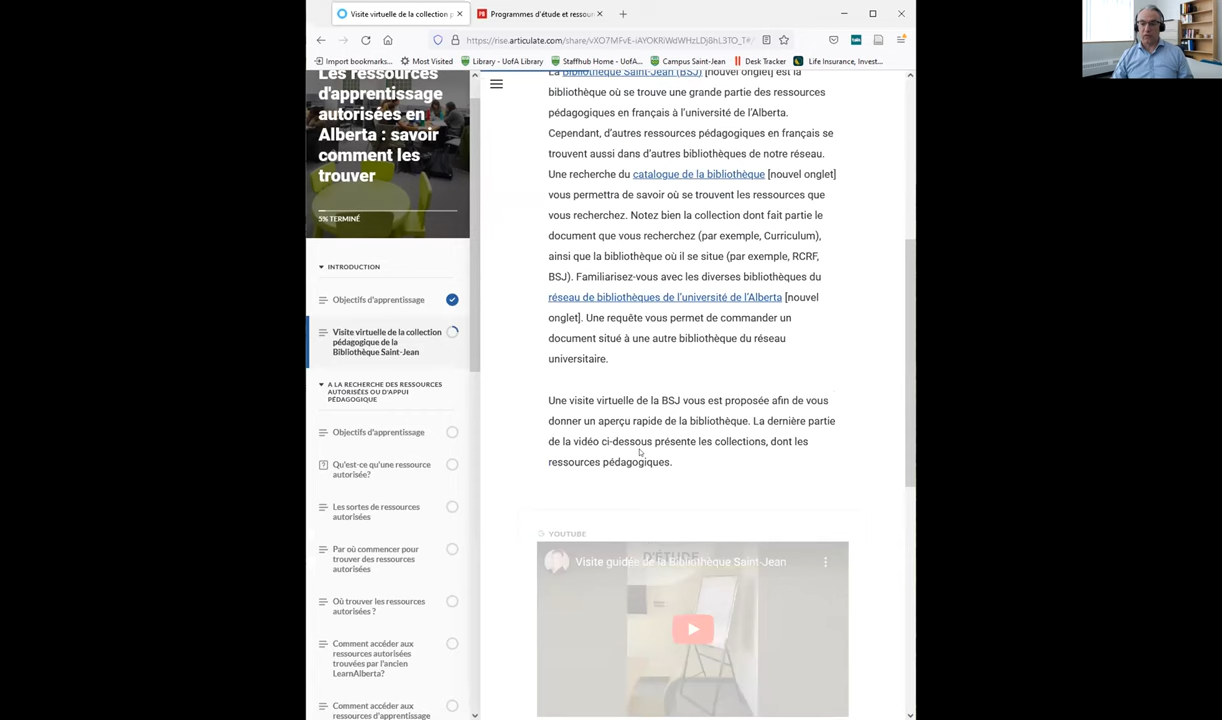 Visite virtuelle de la collection p
Programmes d'étude et ressour
https://rise.articulate.com/share/vXO7MFvE-iAYOKRiWdWHzLDj8hL3TO_T#/
Import bookmarks...
Most Visited
Library - UofA Library
Staffhub Home - UofA...
Campus Saint-Jean
Desk Tracker
Life Insurance, Invest...
Les ressources
d'apprentissage
autorisées en
Alberta : savoir
comment les
trouver
5% TERMINÉ
INTRODUCTION
Objectifs d'apprentissage
Visite virtuelle de la collection
pédagogique de la
Bibliothèque Saint-Jean
A LA RECHERCHE DES RESSOURCES
AUTORISÉES OU D'APPUI
PÉDAGOGIQUE
Objectifs d'apprentissage
Qu'est-ce qu'une ressource
autorisée?
Les sortes de ressources
autorisées
Par où commencer pour
trouver des ressources
autorisées
Où trouver les ressources
autorisées ?
Comment accéder aux
ressources autorisées
trouvées par l'ancien
LearnAlberta?
Comment accéder aux
ressources d'apprentissage
La Bibliothèque Saint-Jean (BSJ) [nouvel onglet] est la
bibliothèque où se trouve une grande partie des ressources
pédagogiques en français à l'université de l'Alberta.
Cependant, d'autres ressources pédagogiques en français se
trouvent aussi dans d'autres bibliothèques de notre réseau.
Une recherche du catalogue de la bibliothèque [nouvel onglet]
vous permettra de savoir où se trouvent les ressources que
vous recherchez. Notez bien la collection dont fait partie le
document que vous recherchez (par exemple, Curriculum),
ainsi que la bibliothèque où il se situe (par exemple, RCRF,
BSJ). Familiarisez-vous avec les diverses bibliothèques du
réseau de bibliothèques de l'université de l'Alberta [nouvel
onglet]. Une requête vous permet de commander un
document situé à une autre bibliothèque du réseau
universitaire.
Une visite virtuelle de la BSJ vous est proposée afin de vous
donner un aperçu rapide de la bibliothèque. La dernière partie
de la vidéo ci-dessous présente les collections, dont les
ressources pédagogiques.
YOUTUBE
D'ÉTUDE
Visite guidée de la Bibliothèque Saint-Jean